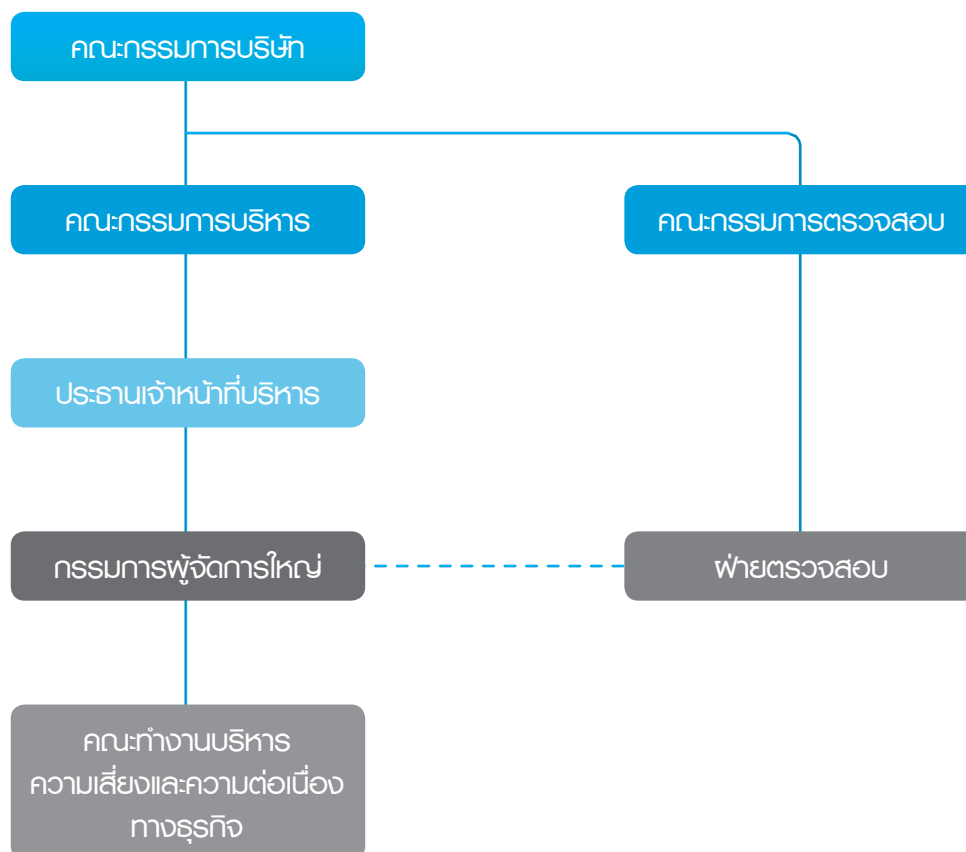 คณะกรรมการบริษัท
คณะกรรมการบริหาร
คณะกรรมการตรวจสอบ
ประธานเจ้าหน้าที่บริหาร
กรรมการผู้จัดการใหญ่
ฝ่ายตรวจสอบ
คณะทำงานบริหาร
ความเสี่ยงและความต่อเนื่อง
ทางธุรกิจ